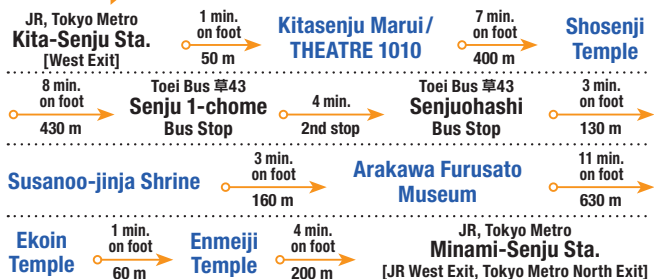 JR, Tokyo Metro
Kita-Senju Sta.
[West Exit]
1 min.
on foot
50 m
Kitasenju Marui/
THEATRE 1010
7 min.
on foot
400 m
Shosenji
Temple
8 min.
on foot
430 m
Toei Bus 草43
Senju 1-chome
Bus Stop
4 min.
2nd stop
Toei Bus 草43
Senjuohashi
Bus Stop
3 min.
on foot
130 m
Susanoo-jinja Shrine
3 min.
on foot
160 m
Arakawa Furusato
Museum
11 min.
on foot
630 m
Ekoin
Temple
1 min.
on foot
60 m
Enmeiji
Temple
4 min.
on foot
200 m
JR, Tokyo Metro
Minami-Senju Sta.
[JR West Exit, Tokyo Metro North Exit]